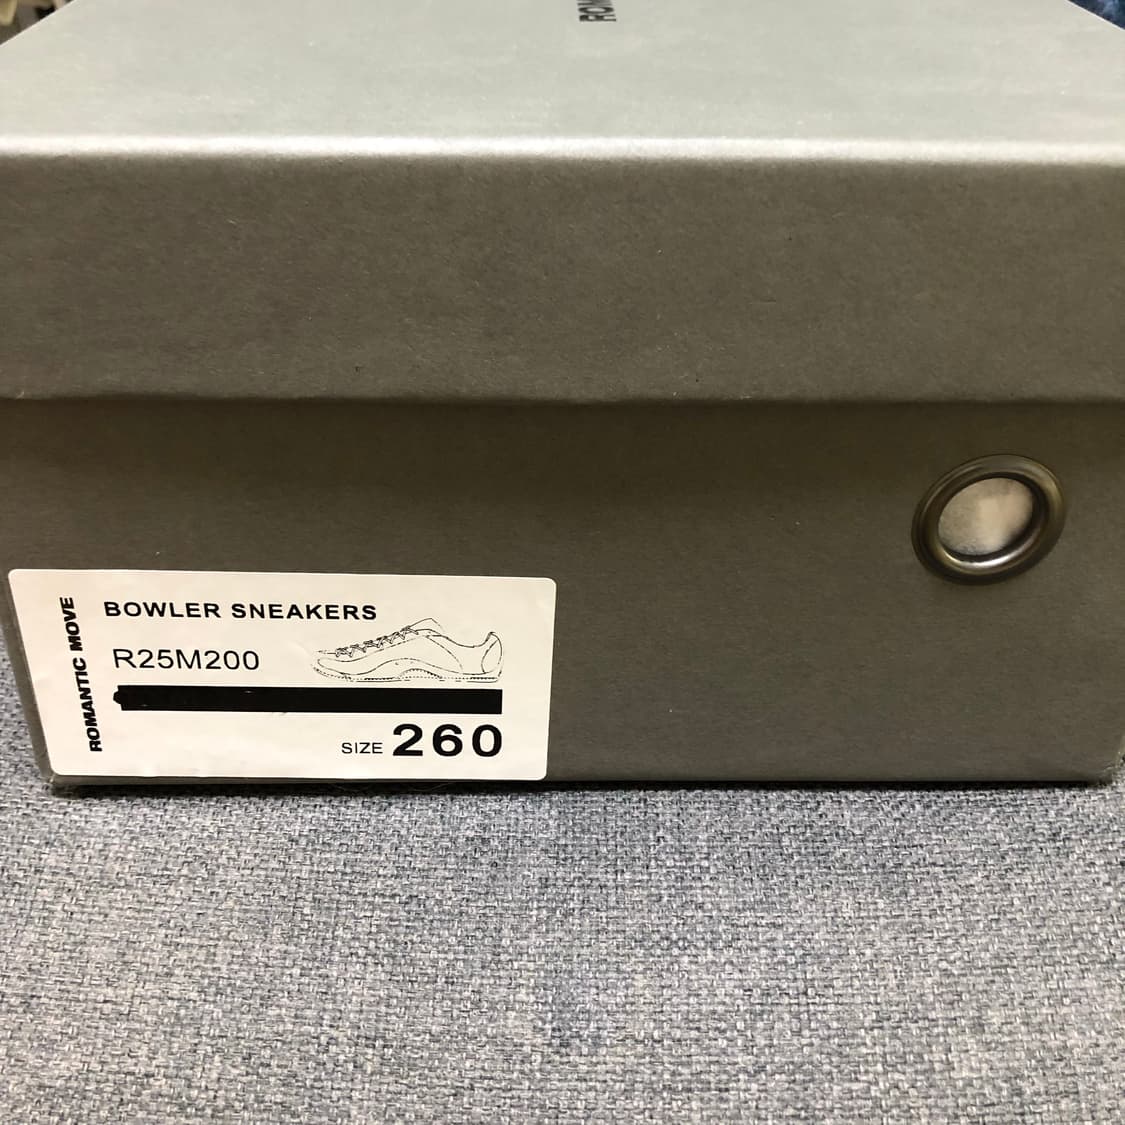 BOWLER SNEAKERS
R25M200
SIZE 260
ROMANTIC MOVE